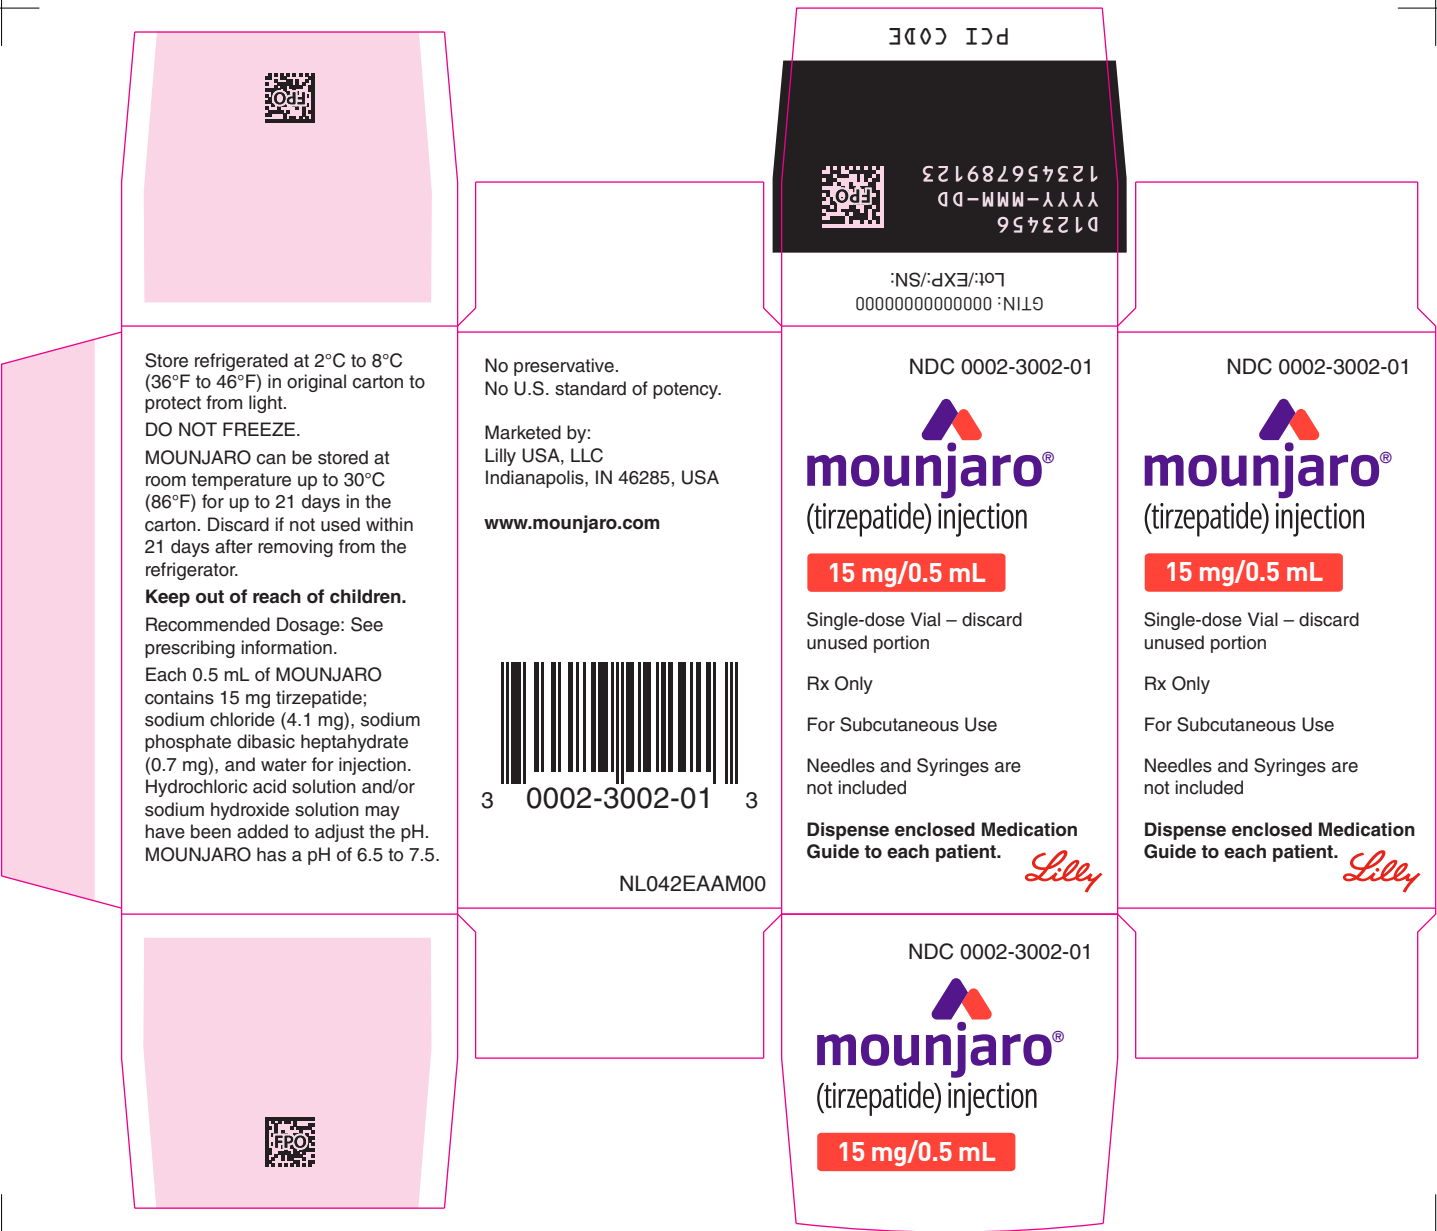 PCI CODE
FPO
FPO
D123456
YYYY-MMM-DD
123456789123
GTIN: 00000000000000
Lot:/EXP:/SN:
Store refrigerated at 2°C to 8°C
(36°F to 46°F) in original carton to
protect from light.
DO NOT FREEZE.
MOUNJARO can be stored at
room temperature up to 30°C
(86°F) for up to 21 days in the
carton. Discard if not used within
21 days after removing from the
refrigerator.
Keep out of reach of children.
Recommended Dosage: See
prescribing information.
Each 0.5 mL of MOUNJARO
contains 15 mg tirzepatide;
sodium chloride (4.1 mg), sodium
phosphate dibasic heptahydrate
(0.7 mg), and water for injection.
Hydrochloric acid solution and/or
sodium hydroxide solution may
have been added to adjust the pH.
MOUNJARO has a pH of 6.5 to 7.5.
No preservative.
No U.S. standard of potency.
Marketed by:
Lilly USA, LLC
Indianapolis, IN 46285, USA
www.mounjaro.com
3 0002-3002-01 3
NL042EAAM00
NDC 0002-3002-01
mounjaro®
(tirzepatide) injection
15 mg/0.5 mL
Single-dose Vial – discard
unused portion
Rx Only
For Subcutaneous Use
Needles and Syringes are
not included
Dispense enclosed Medication
Guide to each patient.
Lilly
NDC 0002-3002-01
mounjaro®
(tirzepatide) injection
15 mg/0.5 mL
Single-dose Vial – discard
unused portion
Rx Only
For Subcutaneous Use
Needles and Syringes are
not included
Dispense enclosed Medication
Guide to each patient.
Lilly
FPO
NDC 0002-3002-01
mounjaro®
(tirzepatide) injection
15 mg/0.5 mL